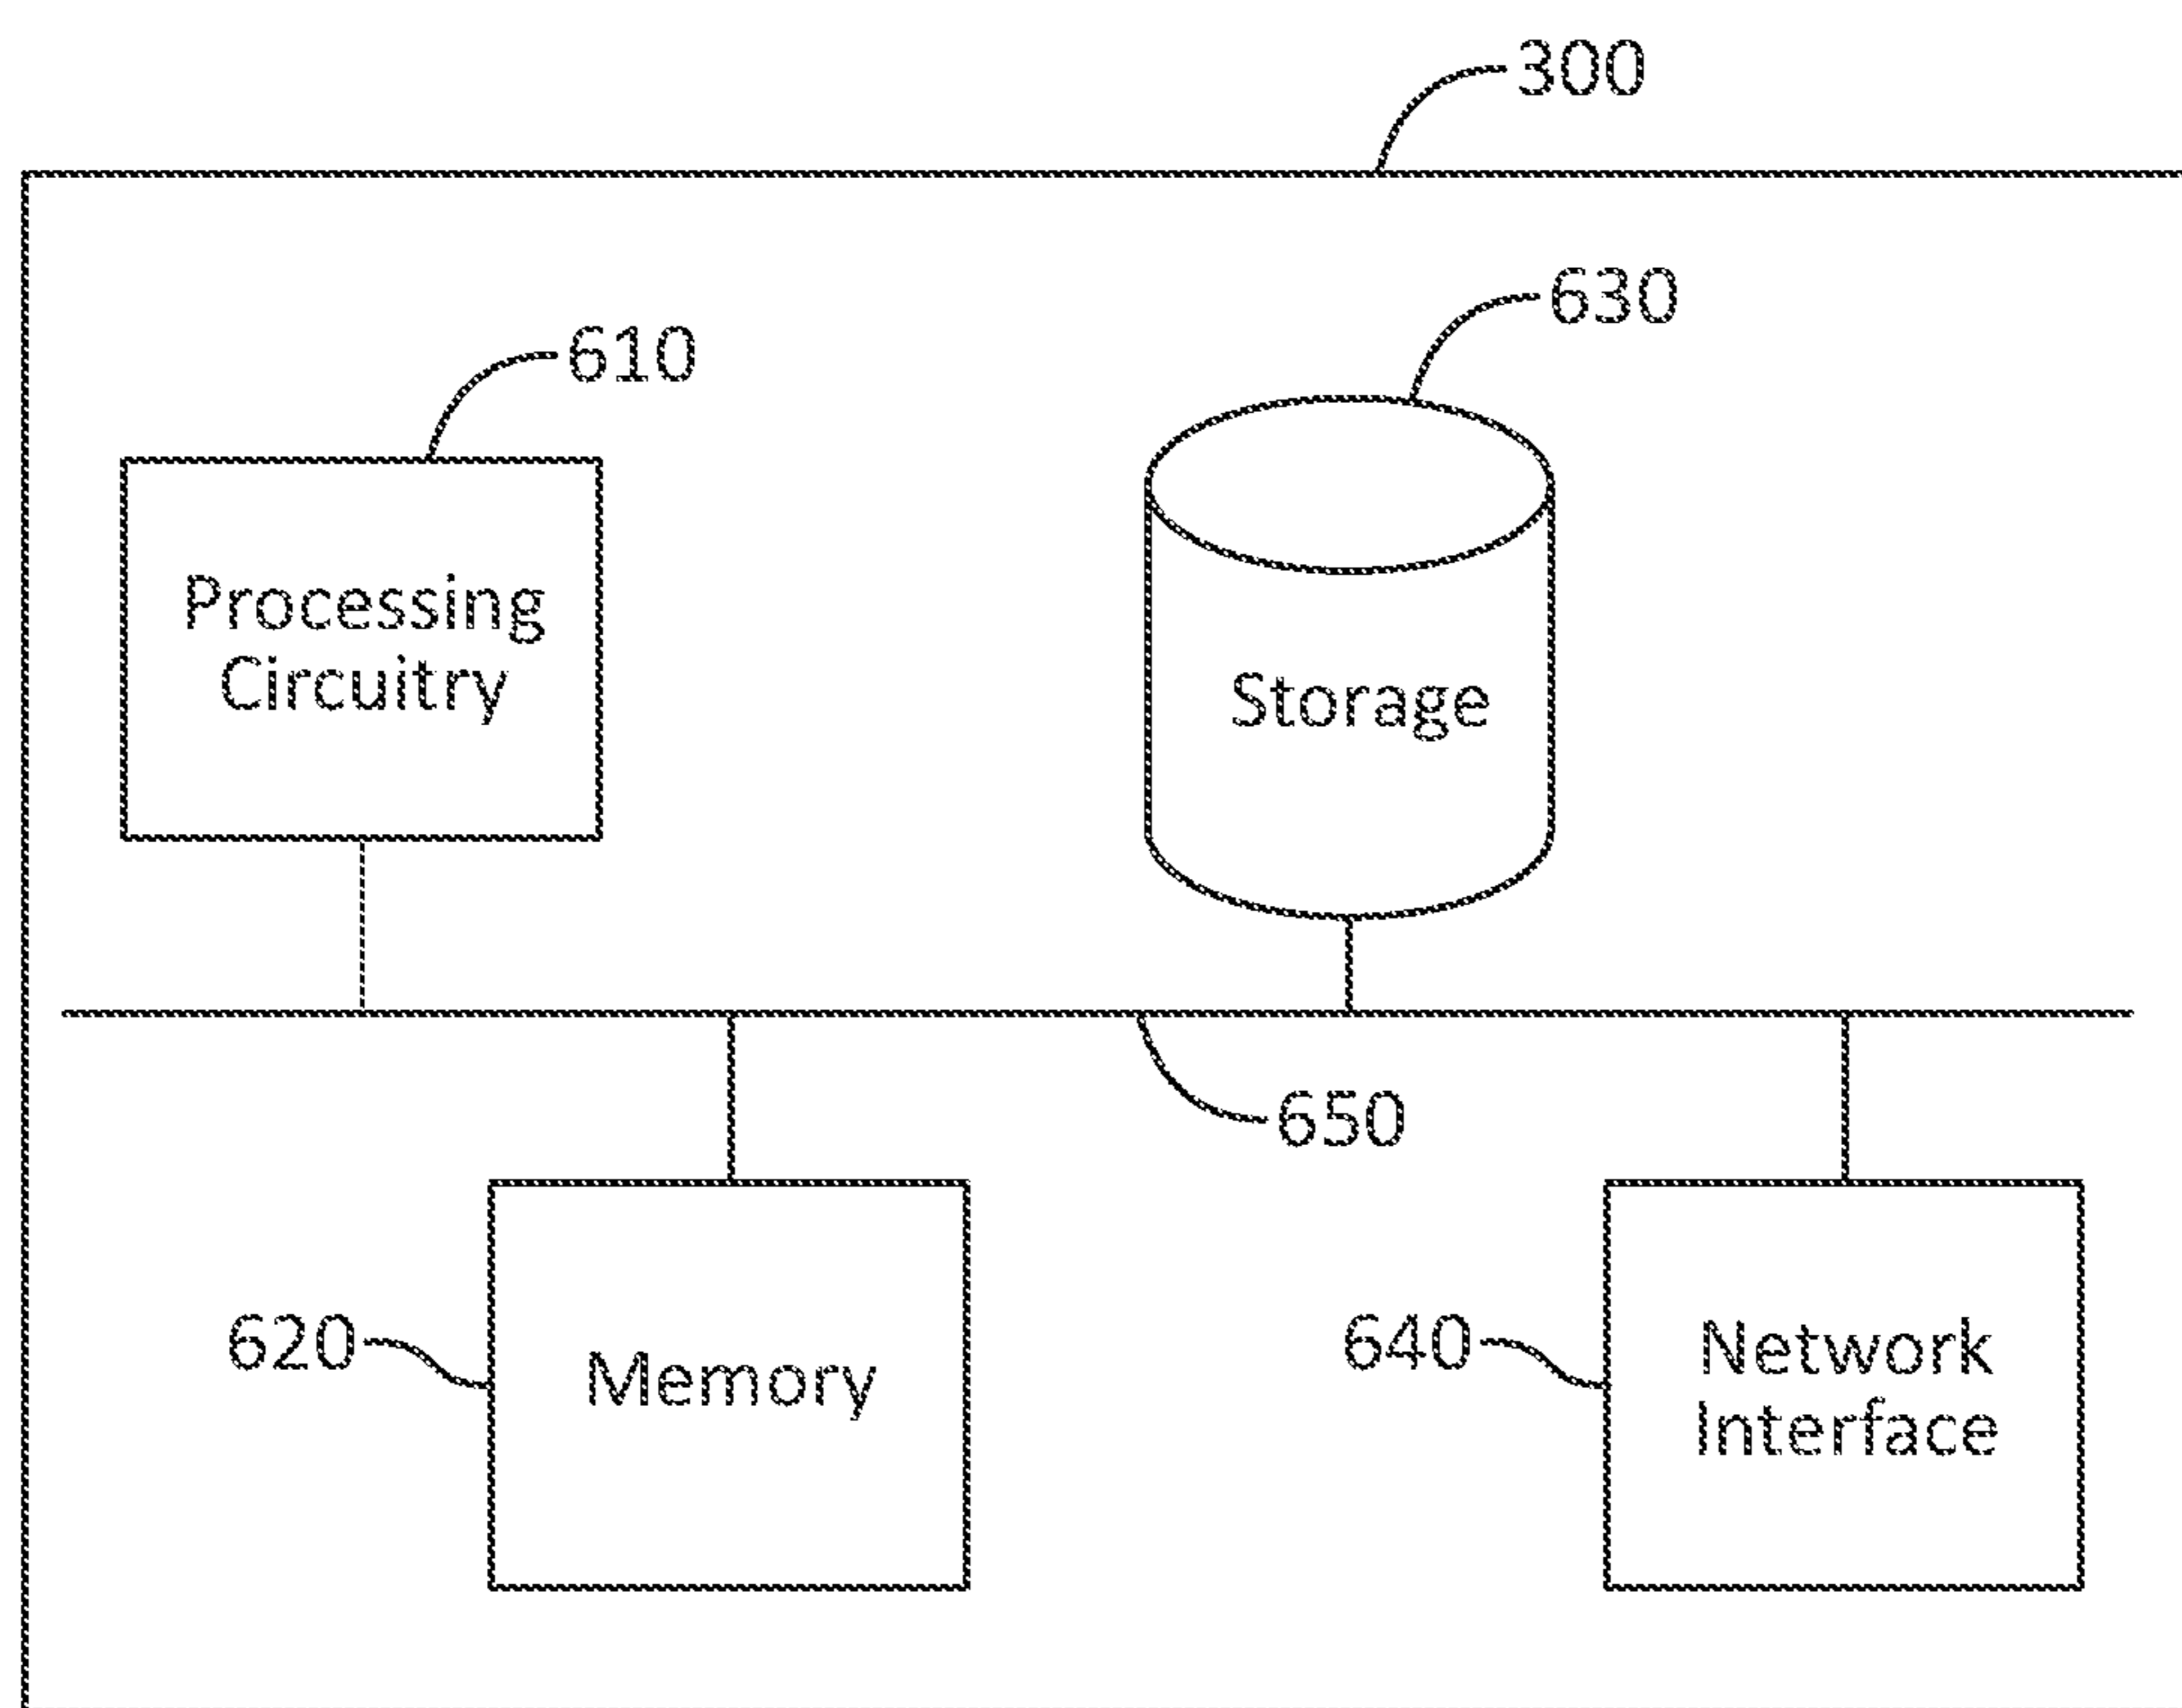 300
630
610
Processing
Circuitry
Storage
650
620
Memory
640
Network
Interface